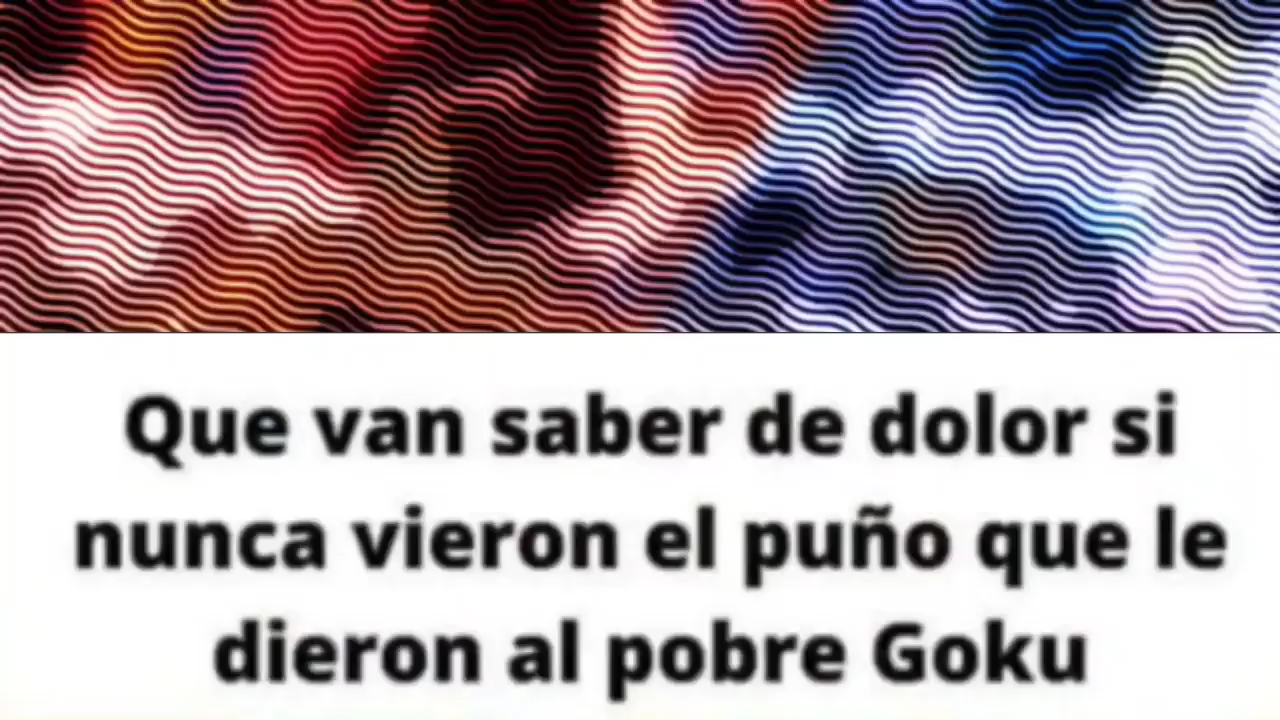 Que van saber de dolor si
nunca vieron el puño que le
dieron al pobre Goku